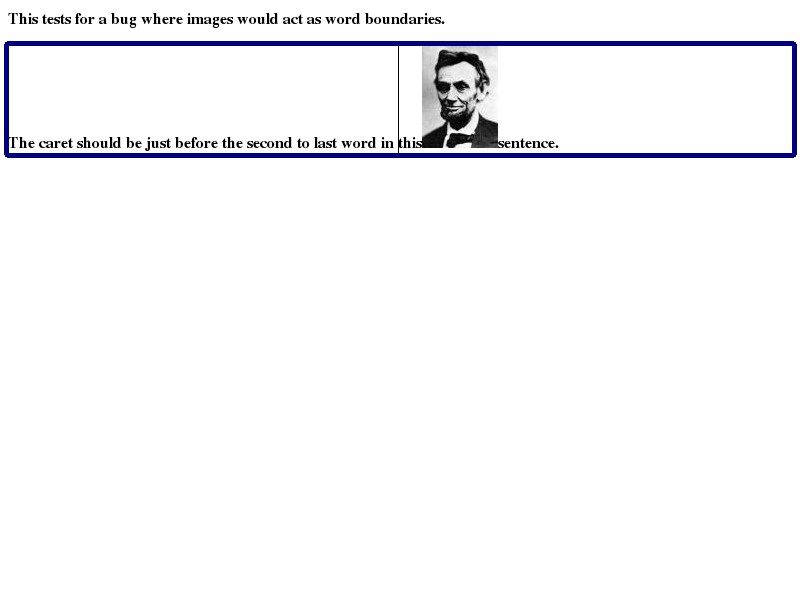 This tests for a bug where images would act as word boundaries.
The caret should be just before the second to last word in this sentence.